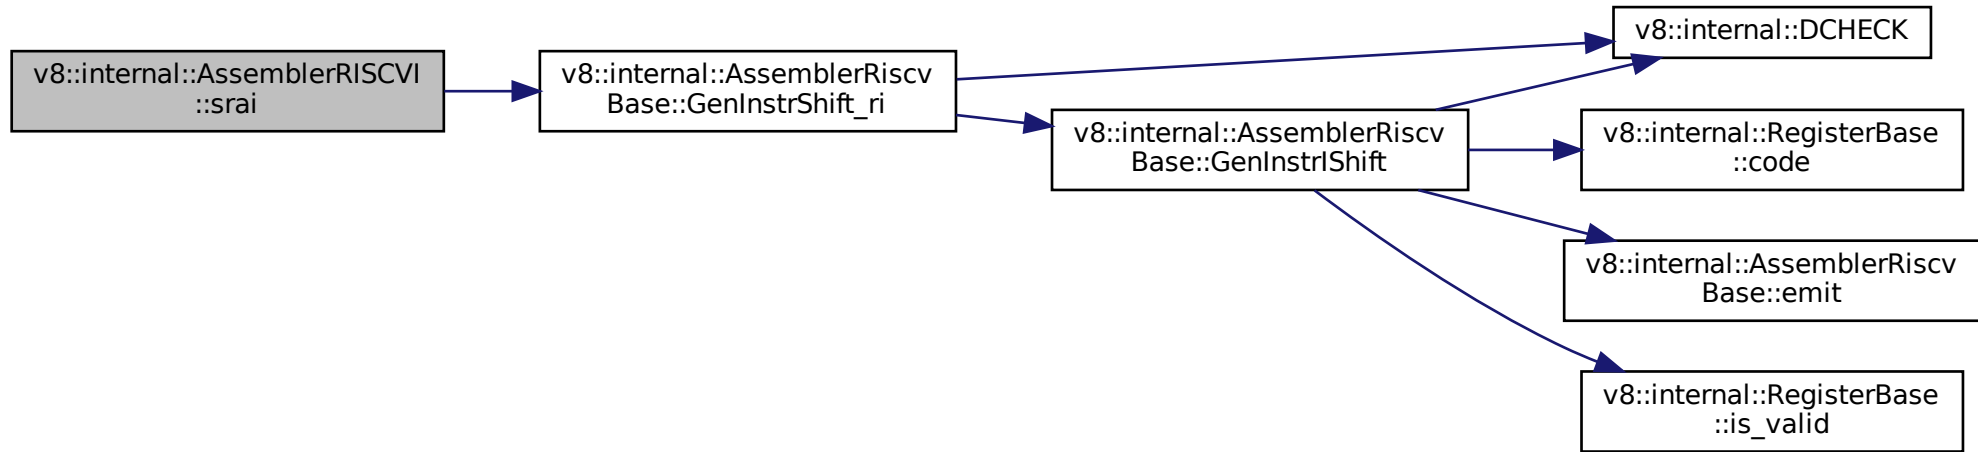 v8::internal::AssemblerRISCVI
::srai
v8::internal::AssemblerRiscv
Base::GenInstrShift_ri
v8::internal::AssemblerRiscv
Base::GenInstrIShift
v8::internal::DCHECK
v8::internal::RegisterBase
::code
v8::internal::AssemblerRiscv
Base::emit
v8::internal::RegisterBase
::is_valid